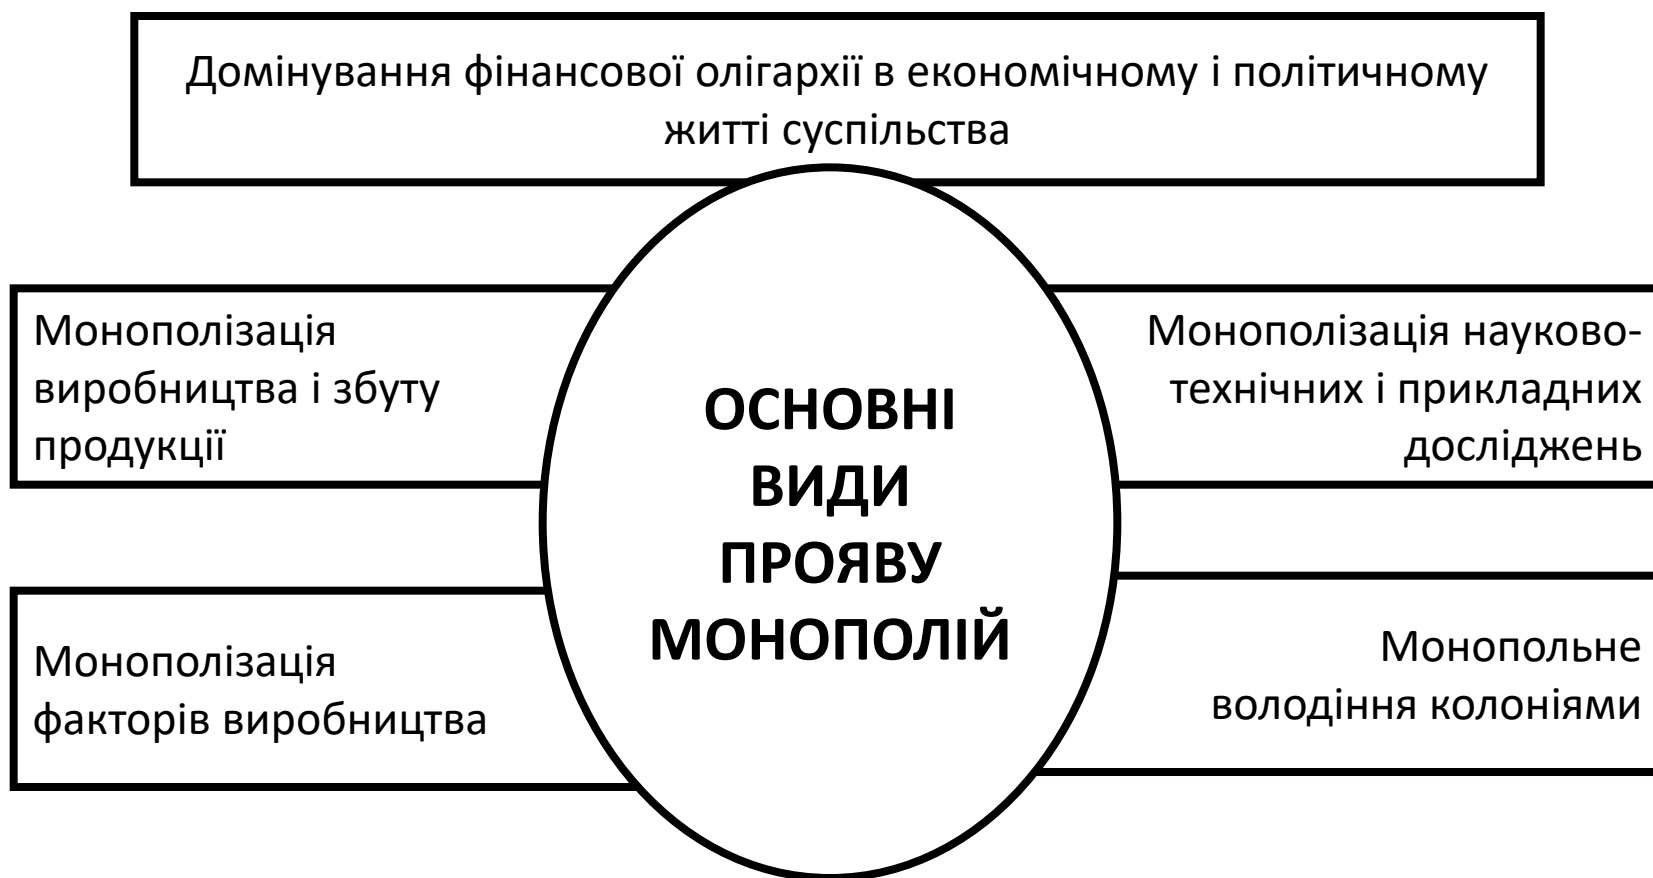 Домінування фінансової олігархії в економічному і політичному
житті суспільства
Монополізація
виробництва і збуту
продукції
Монополізація науково-
технічних і прикладних
досліджень
ОСНОВНІ
ВИДИ
ПРОЯВУ
МОНОПОЛІЙ
Монополізація
факторів виробництва
Монопольне
володіння колоніями